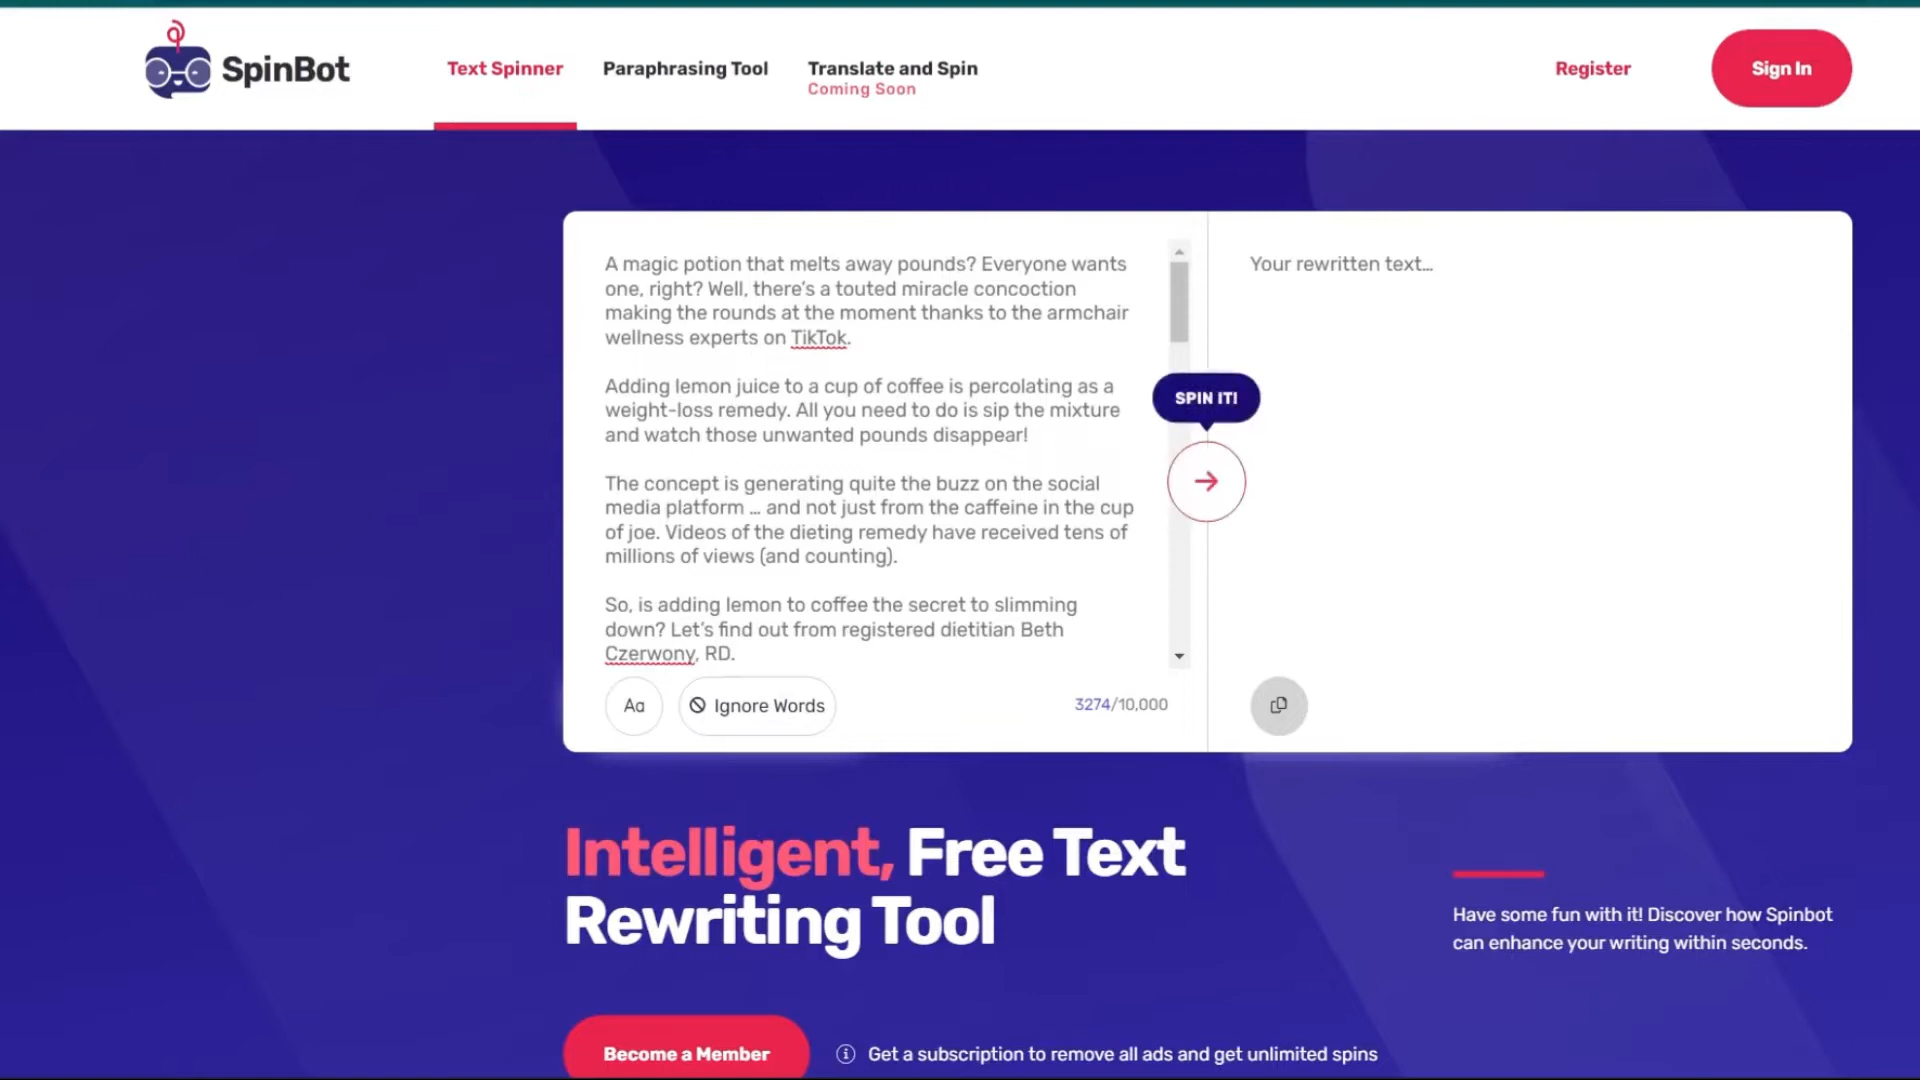 SpinBot
Text Spinner
Paraphrasing Tool
Translate and Spin
Coming Soon
Register
Sign In
A magic potion that melts away pounds? Everyone wants
one, right? Well, there's a touted miracle concoction
making the rounds at the moment thanks to the armchair
wellness experts on TikTok.
Adding lemon juice to a cup of coffee is percolating as a
weight-loss remedy. All you need to do is sip the mixture
and watch those unwanted pounds disappear!
The concept is generating quite the buzz on the social
media platform … and not just from the caffeine in the cup
of joe. Videos of the dieting remedy have received tens of
millions of views (and counting).
So, is adding lemon to coffee the secret to slimming
down? Let's find out from registered dietitian Beth
Czerwony, RD.
Aa
Ignore Words
3274/10,000
SPIN IT!
Your rewritten text…
Intelligent, Free Text
Rewriting Tool
Have some fun with it! Discover how Spinbot
can enhance your writing within seconds.
Become a Member
Get a subscription to remove all ads and get unlimited spins